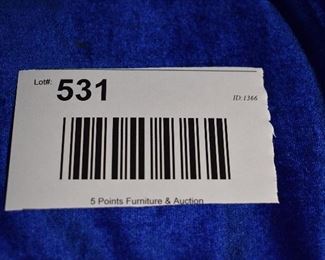 Lot#: 531
ID:1366
5 Points Furniture & Auction